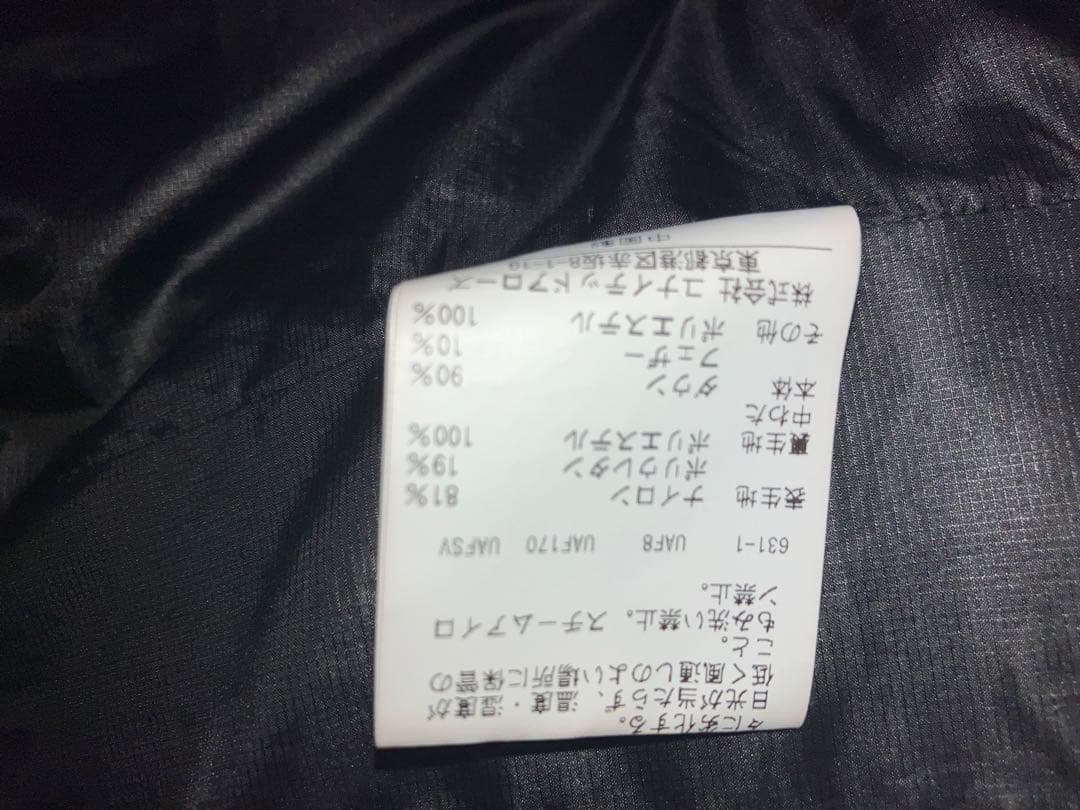 々に劣化する。
日光が当たらず、温度・湿度が
低く風通しのよい場所に保管の
こと。
もみ洗い禁止。スチームアイロ
ン禁止。
631-1 UAF8 UAF170 UAFSV
表生地 ナイロン 81%
ポリウレタン 19%
裏生地 ポリエステル 100%
中わた
本体 ダウン 90%
フェザー 10%
その他 ポリエステル 100%
株式会社 ユナイテッドアローズ
東京都港区赤坂8-1-19
中国製